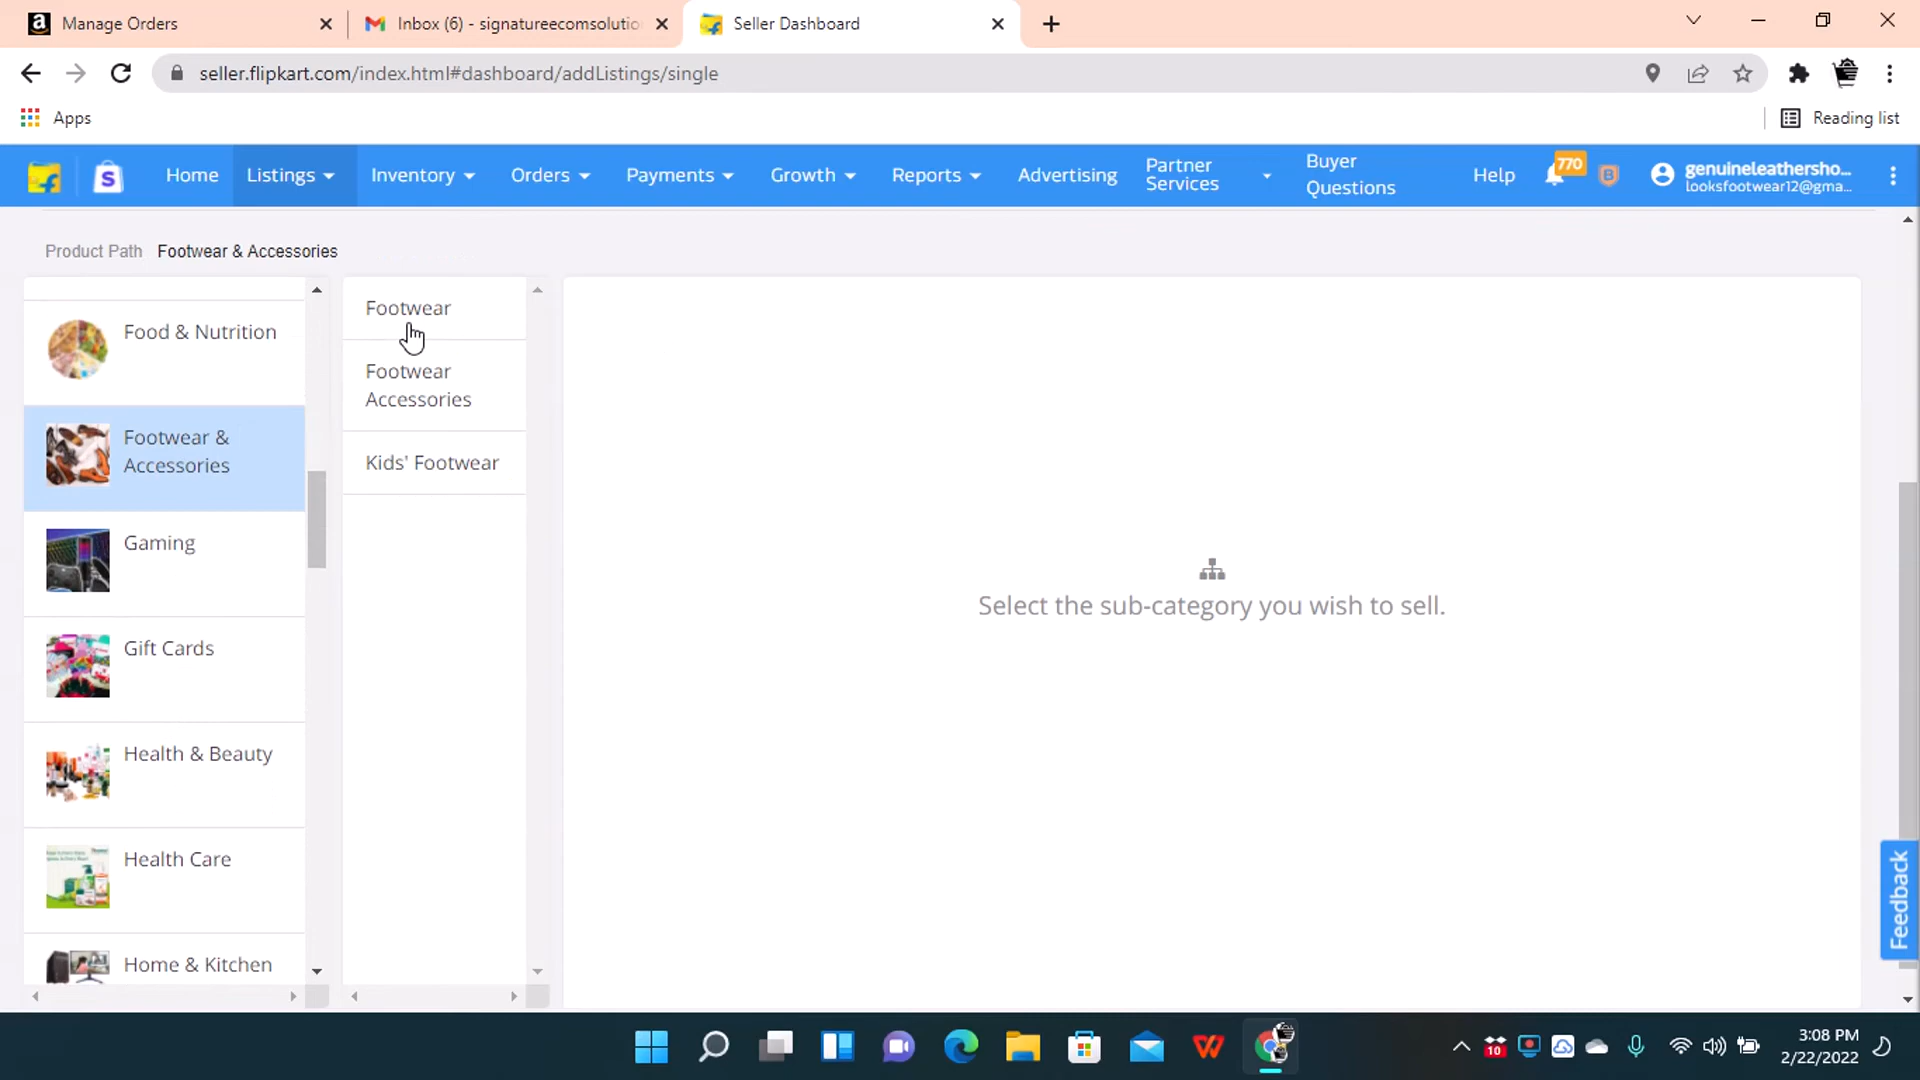 Manage Orders
Inbox (6) - signatureecomsolutio
Seller Dashboard
seller.flipkart.com/index.html#dashboard/addListings/single
Apps
Reading list
Home
Listings
Inventory
Orders
Payments
Growth
Reports
Advertising
Partner Services
Buyer Questions
Help
770
genuineleathersho...
looksfootwear12@gma...
Product Path Footwear & Accessories
Food & Nutrition
Footwear &
Accessories
Gaming
Gift Cards
Health & Beauty
Health Care
Home & Kitchen
Footwear
Footwear
Accessories
Kids' Footwear
Select the sub-category you wish to sell.
Feedback
10
3:08 PM
2/22/2022